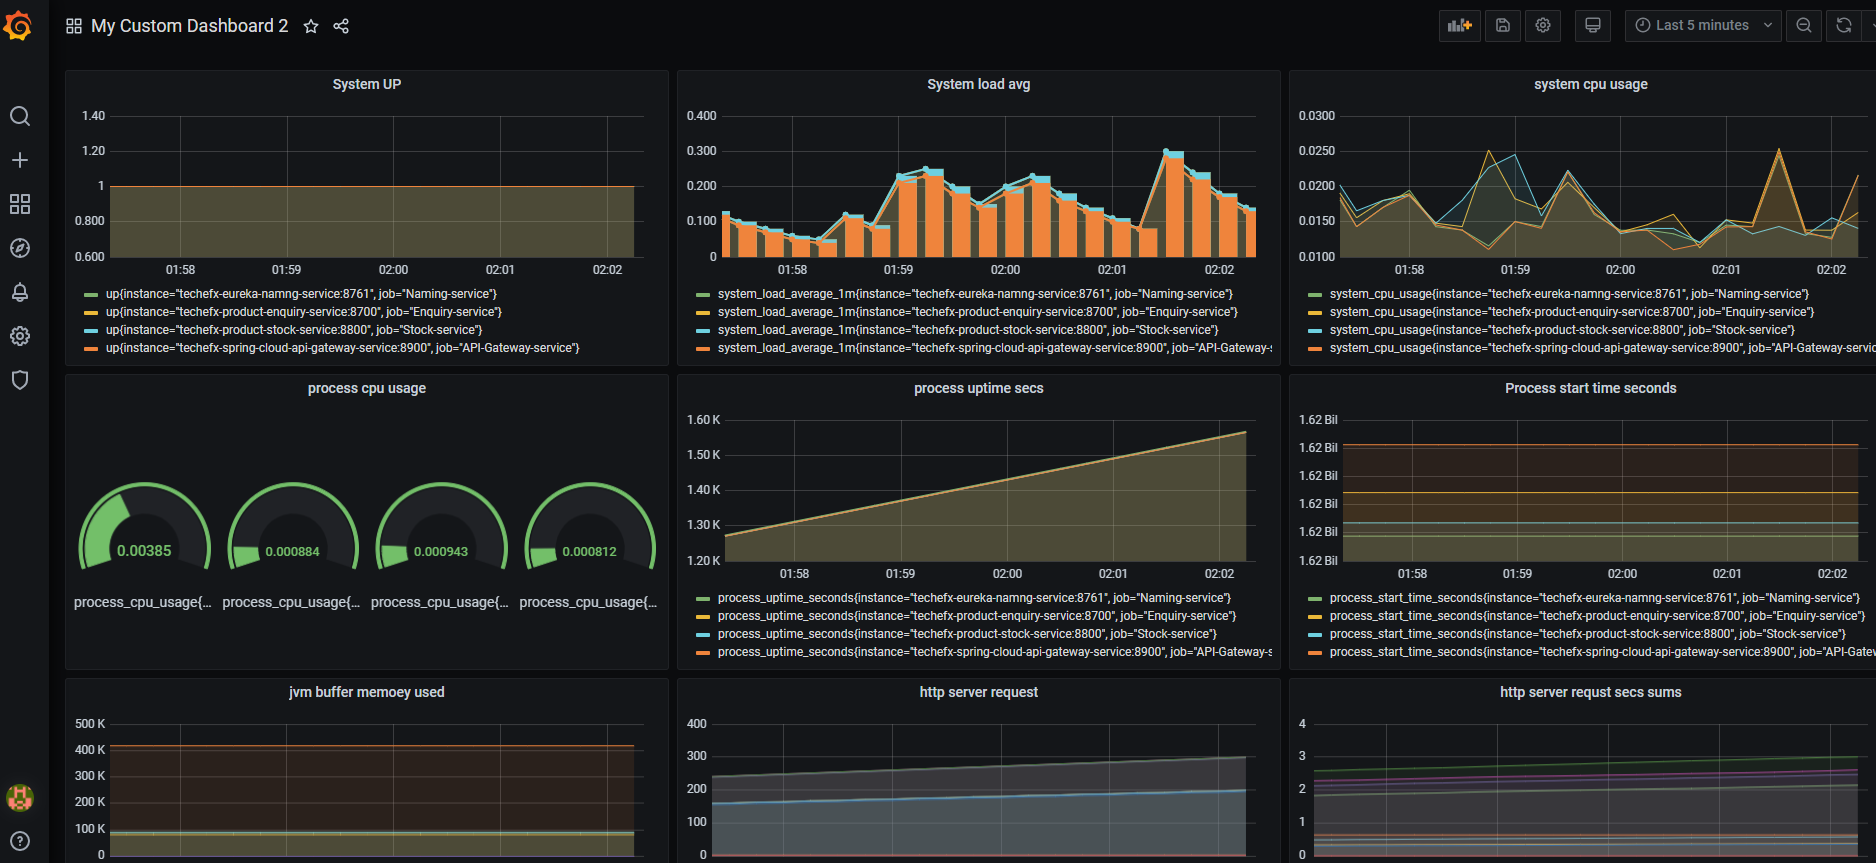 My Custom Dashboard 2
Last 5 minutes
System UP
1.40
1.20
1
0.800
0.600
01:58 01:59 02:00 02:01 02:02
up{instance="techefx-eureka-namng-service:8761", job="Naming-service"}
up{instance="techefx-product-enquiry-service:8700", job="Enquiry-service"}
up{instance="techefx-product-stock-service:8800", job="Stock-service"}
up{instance="techefx-spring-cloud-api-gateway-service:8900", job="API-Gateway-service"}
System load avg
0.400
0.300
0.200
0.100
0
01:58 01:59 02:00 02:01 02:02
system_load_average_1m{instance="techefx-eureka-namng-service:8761", job="Naming-service"}
system_load_average_1m{instance="techefx-product-enquiry-service:8700", job="Enquiry-service"}
system_load_average_1m{instance="techefx-product-stock-service:8800", job="Stock-service"}
system_load_average_1m{instance="techefx-spring-cloud-api-gateway-service:8900", job="API-Gateway-s
system cpu usage
0.0300
0.0250
0.0200
0.0150
0.0100
01:58 01:59 02:00 02:01 02:02
system_cpu_usage{instance="techefx-eureka-namng-service:8761", job="Naming-service"}
system_cpu_usage{instance="techefx-product-enquiry-service:8700", job="Enquiry-service"}
system_cpu_usage{instance="techefx-product-stock-service:8800", job="Stock-service"}
system_cpu_usage{instance="techefx-spring-cloud-api-gateway-service:8900", job="API-Gateway-servic
process cpu usage
0.00385 0.000884 0.000943 0.000812
process_cpu_usage{... process_cpu_usage{... process_cpu_usage{... process_cpu_usage{...
process uptime secs
1.60 K
1.50 K
1.40 K
1.30 K
1.20 K
01:58 01:59 02:00 02:01 02:02
process_uptime_seconds{instance="techefx-eureka-namng-service:8761", job="Naming-service"}
process_uptime_seconds{instance="techefx-product-enquiry-service:8700", job="Enquiry-service"}
process_uptime_seconds{instance="techefx-product-stock-service:8800", job="Stock-service"}
process_uptime_seconds{instance="techefx-spring-cloud-api-gateway-service:8900", job="API-Gateway-s
Process start time seconds
1.62 Bil
1.62 Bil
1.62 Bil
1.62 Bil
1.62 Bil
1.62 Bil
01:58 01:59 02:00 02:01 02:02
process_start_time_seconds{instance="techefx-eureka-namng-service:8761", job="Naming-service"}
process_start_time_seconds{instance="techefx-product-enquiry-service:8700", job="Enquiry-service"}
process_start_time_seconds{instance="techefx-product-stock-service:8800", job="Stock-service"}
process_start_time_seconds{instance="techefx-spring-cloud-api-gateway-service:8900", job="API-Gatew
jvm buffer memoey used
500 K
400 K
300 K
200 K
100 K
0
http server request
400
300
200
100
0
http server requst secs sums
4
3
2
1
0